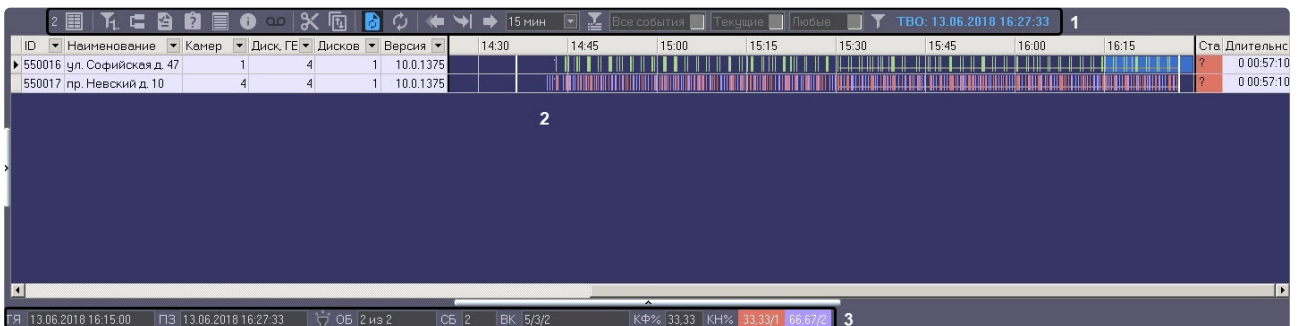 2 15 мин Все события Текущие Любые ТВО: 13.06.2018 16:27:33 1
ID Наименование Камер Диск, ГЕ Дисков Версия 14:30 14:45 15:00 15:15 15:30 15:45 16:00 16:15 Ста Длительнс
550016 ул. Софийская д. 47 1 4 1 10.0.1375 ? 0 00:57:10
550017 пр. Невский д. 10 4 4 1 10.0.1375 ? 0 00:57:10
2
ГЯ 13.06.2018 16:15:00 ПЗ 13.06.2018 16:27:33 ОБ 2 из 2 СБ 2 ВК 5/3/2 КФ% 33,33 КН% 33,33/1 66,67/2 3